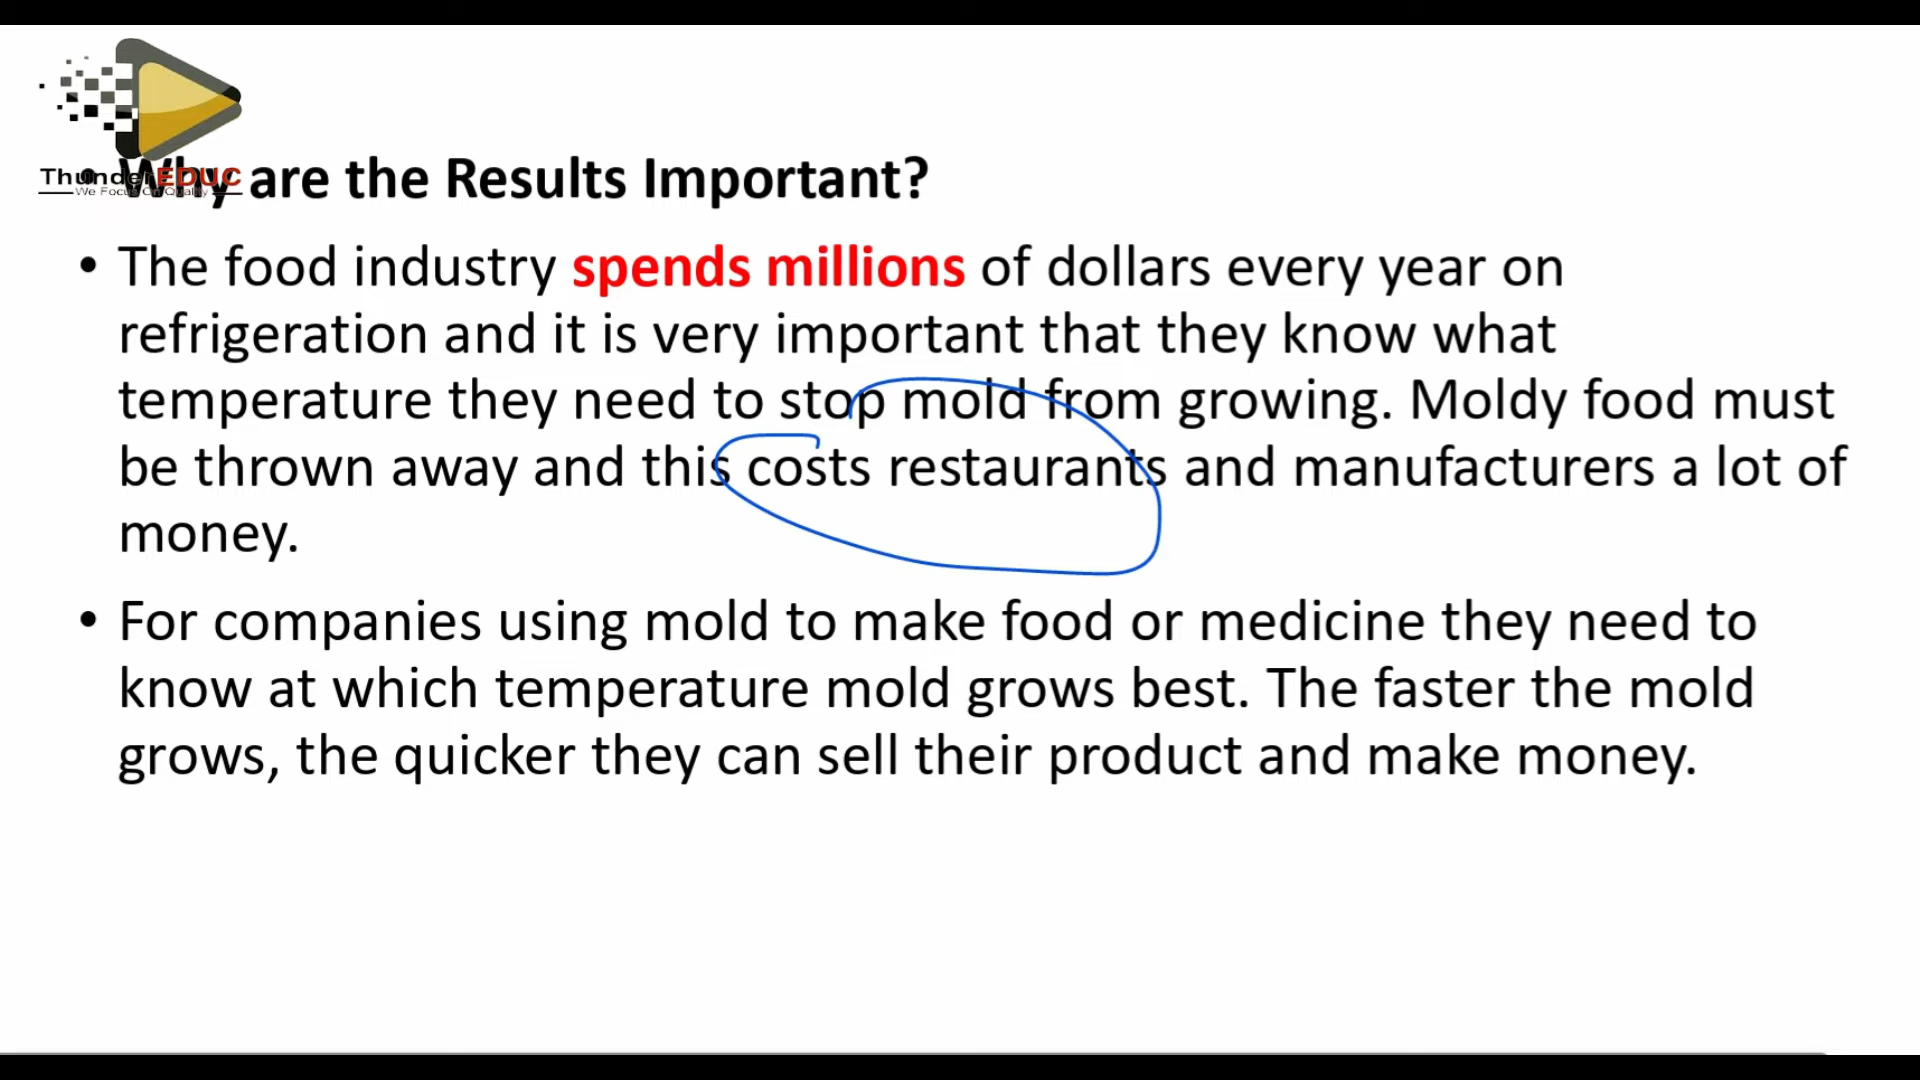 ThunderEDUC
We Focus On Quality
• Why are the Results Important?
• The food industry spends millions of dollars every year on
refrigeration and it is very important that they know what
temperature they need to stop mold from growing. Moldy food must
be thrown away and this costs restaurants and manufacturers a lot of
money.
• For companies using mold to make food or medicine they need to
know at which temperature mold grows best. The faster the mold
grows, the quicker they can sell their product and make money.